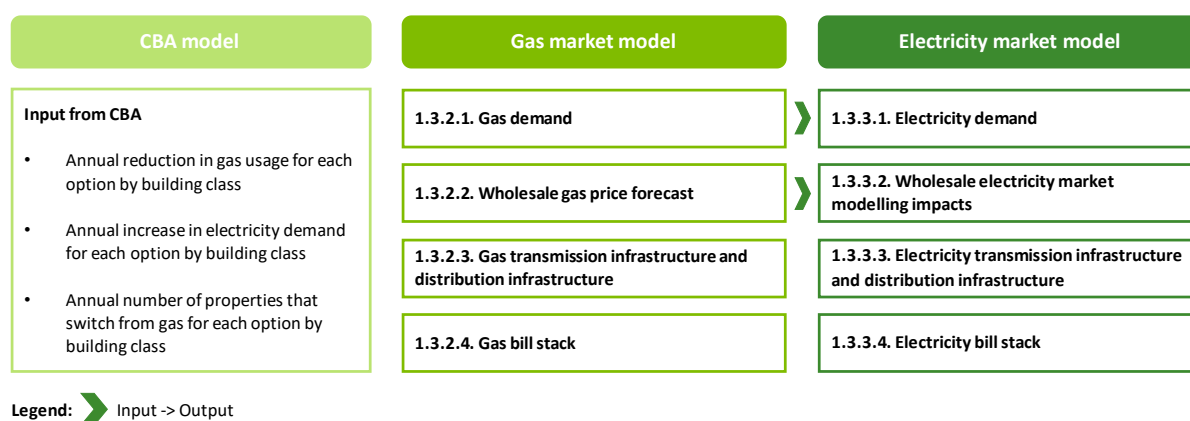 CBA model
Gas market model
Electricity market model
Input from CBA
• Annual reduction in gas usage for each
option by building class
• Annual increase in electricity demand
for each option by building class
• Annual number of properties that
switch from gas for each option by
building class
1.3.2.1. Gas demand
1.3.2.2. Wholesale gas price forecast
1.3.2.3. Gas transmission infrastructure and
distribution infrastructure
1.3.2.4. Gas bill stack
1.3.3.1. Electricity demand
1.3.3.2. Wholesale electricity market
modelling impacts
1.3.3.3. Electricity transmission infrastructure
and distribution infrastructure
1.3.3.4. Electricity bill stack
Legend: Input -> Output